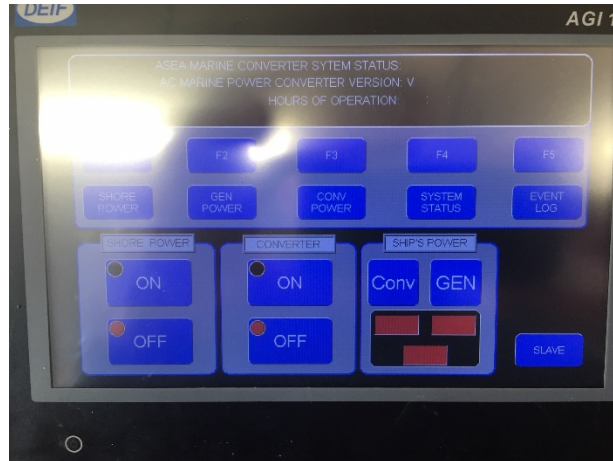 DEIF
AGI 1
ASEA MARINE CONVERTER SYTEM STATUS:
AC MARINE POWER CONVERTER VERSION: V
HOURS OF OPERATION
F2
F3
F4
F5
SHORE
POWER
GEN
POWER
CONV
POWER
SYSTEM
STATUS
EVENT
LOG
SHORE POWER
CONVERTER
SHIP'S POWER
ON
ON
Conv
GEN
OFF
OFF
SLAVE